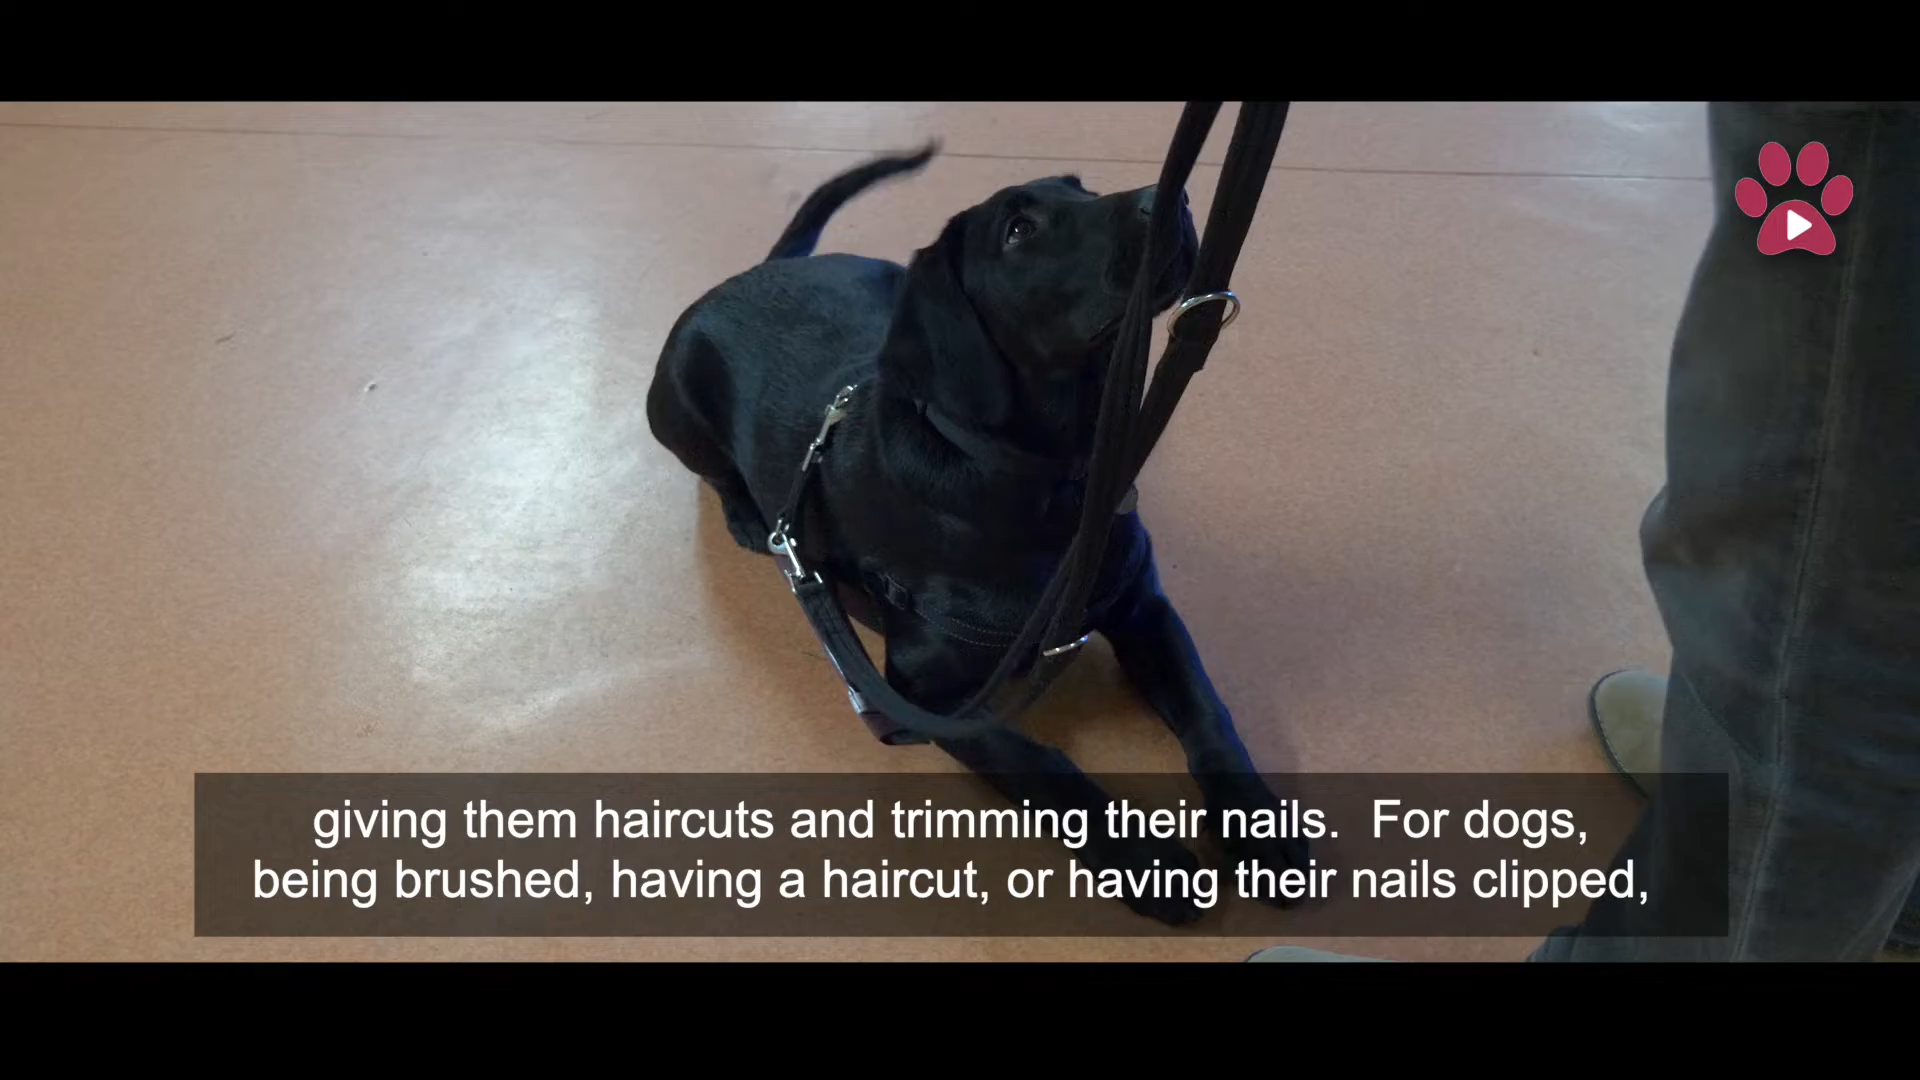 giving them haircuts and trimming their nails.  For dogs,
being brushed, having a haircut, or having their nails clipped,